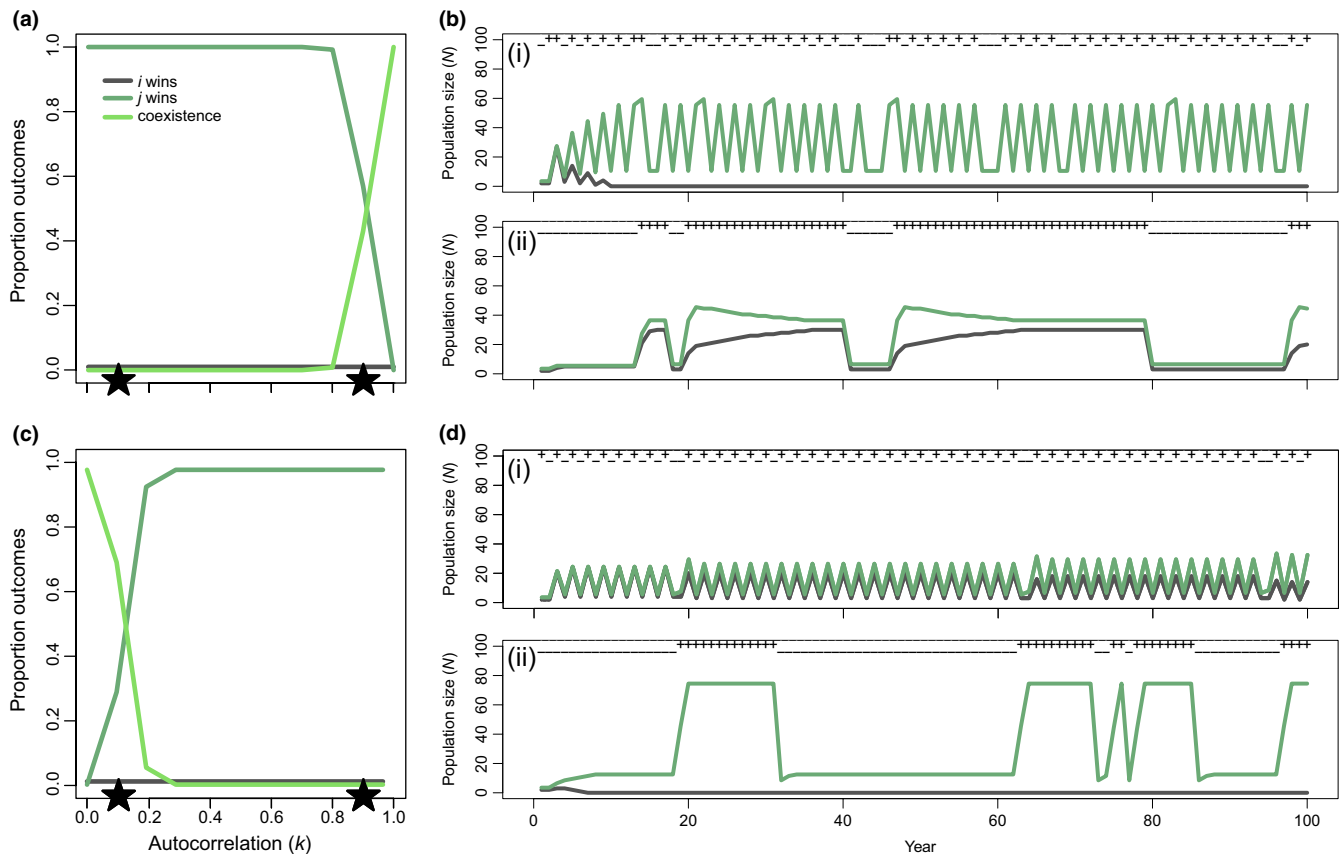 (a)
1.0
0.8
0.6
0.4
0.2
0.0
Proportion outcomes
i wins
j wins
coexistence
(b)
(i)
100
80
60
40
20
0
Population size (N)
(ii)
100
80
60
40
20
0
Population size (N)
(c)
1.0
0.8
0.6
0.4
0.2
0.0
Proportion outcomes
0.0 0.2 0.4 0.6 0.8 1.0
Autocorrelation (k)
(d)
(i)
100
80
60
40
20
0
Population size (N)
(ii)
100
80
60
40
20
0
Population size (N)
0 20 40 60 80 100
Year